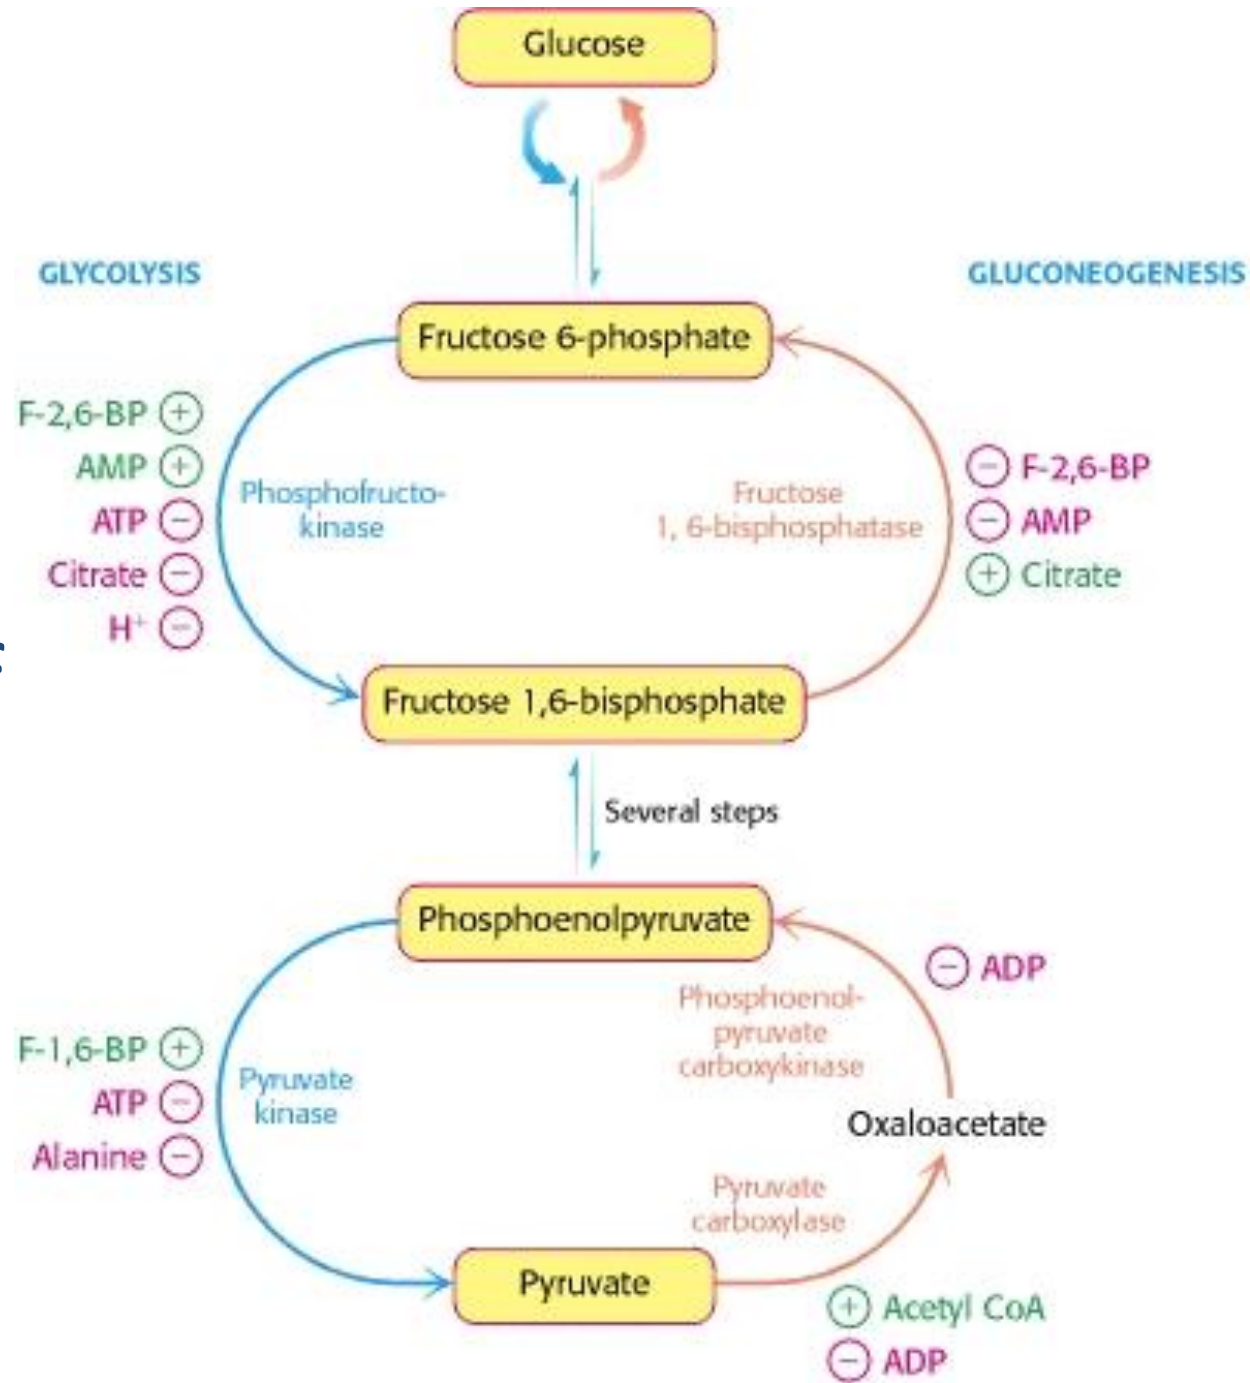 Glucose
GLYCOLYSIS
GLUCONEOGENESIS
Fructose 6-phosphate
F-2,6-BP +
AMP +
ATP −
Citrate −
H⁺ −
Phosphofructo-
kinase
Fructose
1, 6-bisphosphatase
− F-2,6-BP
− AMP
+ Citrate
Fructose 1,6-bisphosphate
Several steps
Phosphoenolpyruvate
− ADP
Phosphoenol-
pyruvate
carboxykinase
F-1,6-BP +
ATP −
Alanine −
Pyruvate
kinase
Oxaloacetate
Pyruvate
carboxylase
Pyruvate
+ Acetyl CoA
− ADP